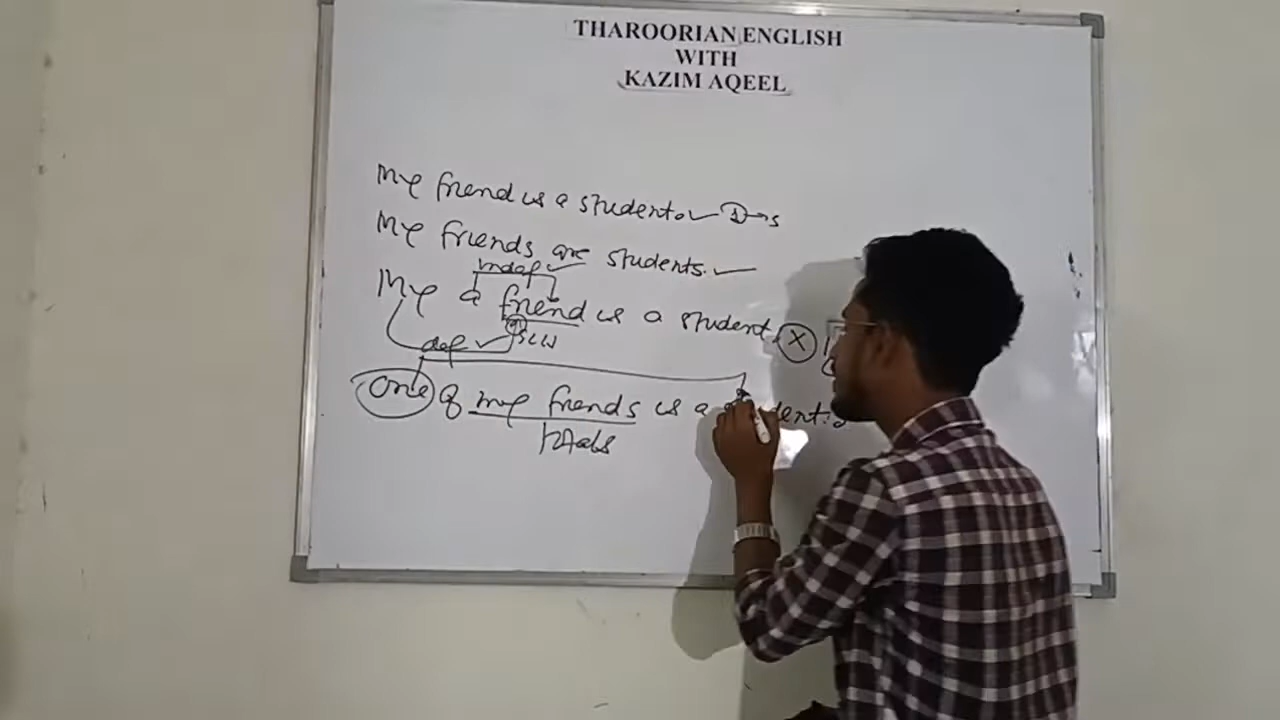 THAROORIAN ENGLISH
WITH
KAZIM AQEEL
My friend is a student. s
My friends are students.
indef
My a friend is a student. X
def
One of my friends is a student.